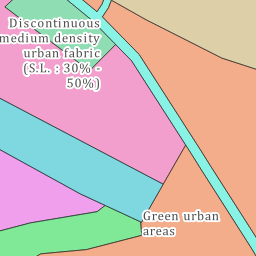 Discontinuous
medium density
urban fabric
(S.L. : 30% -
50%)
Green urban
areas